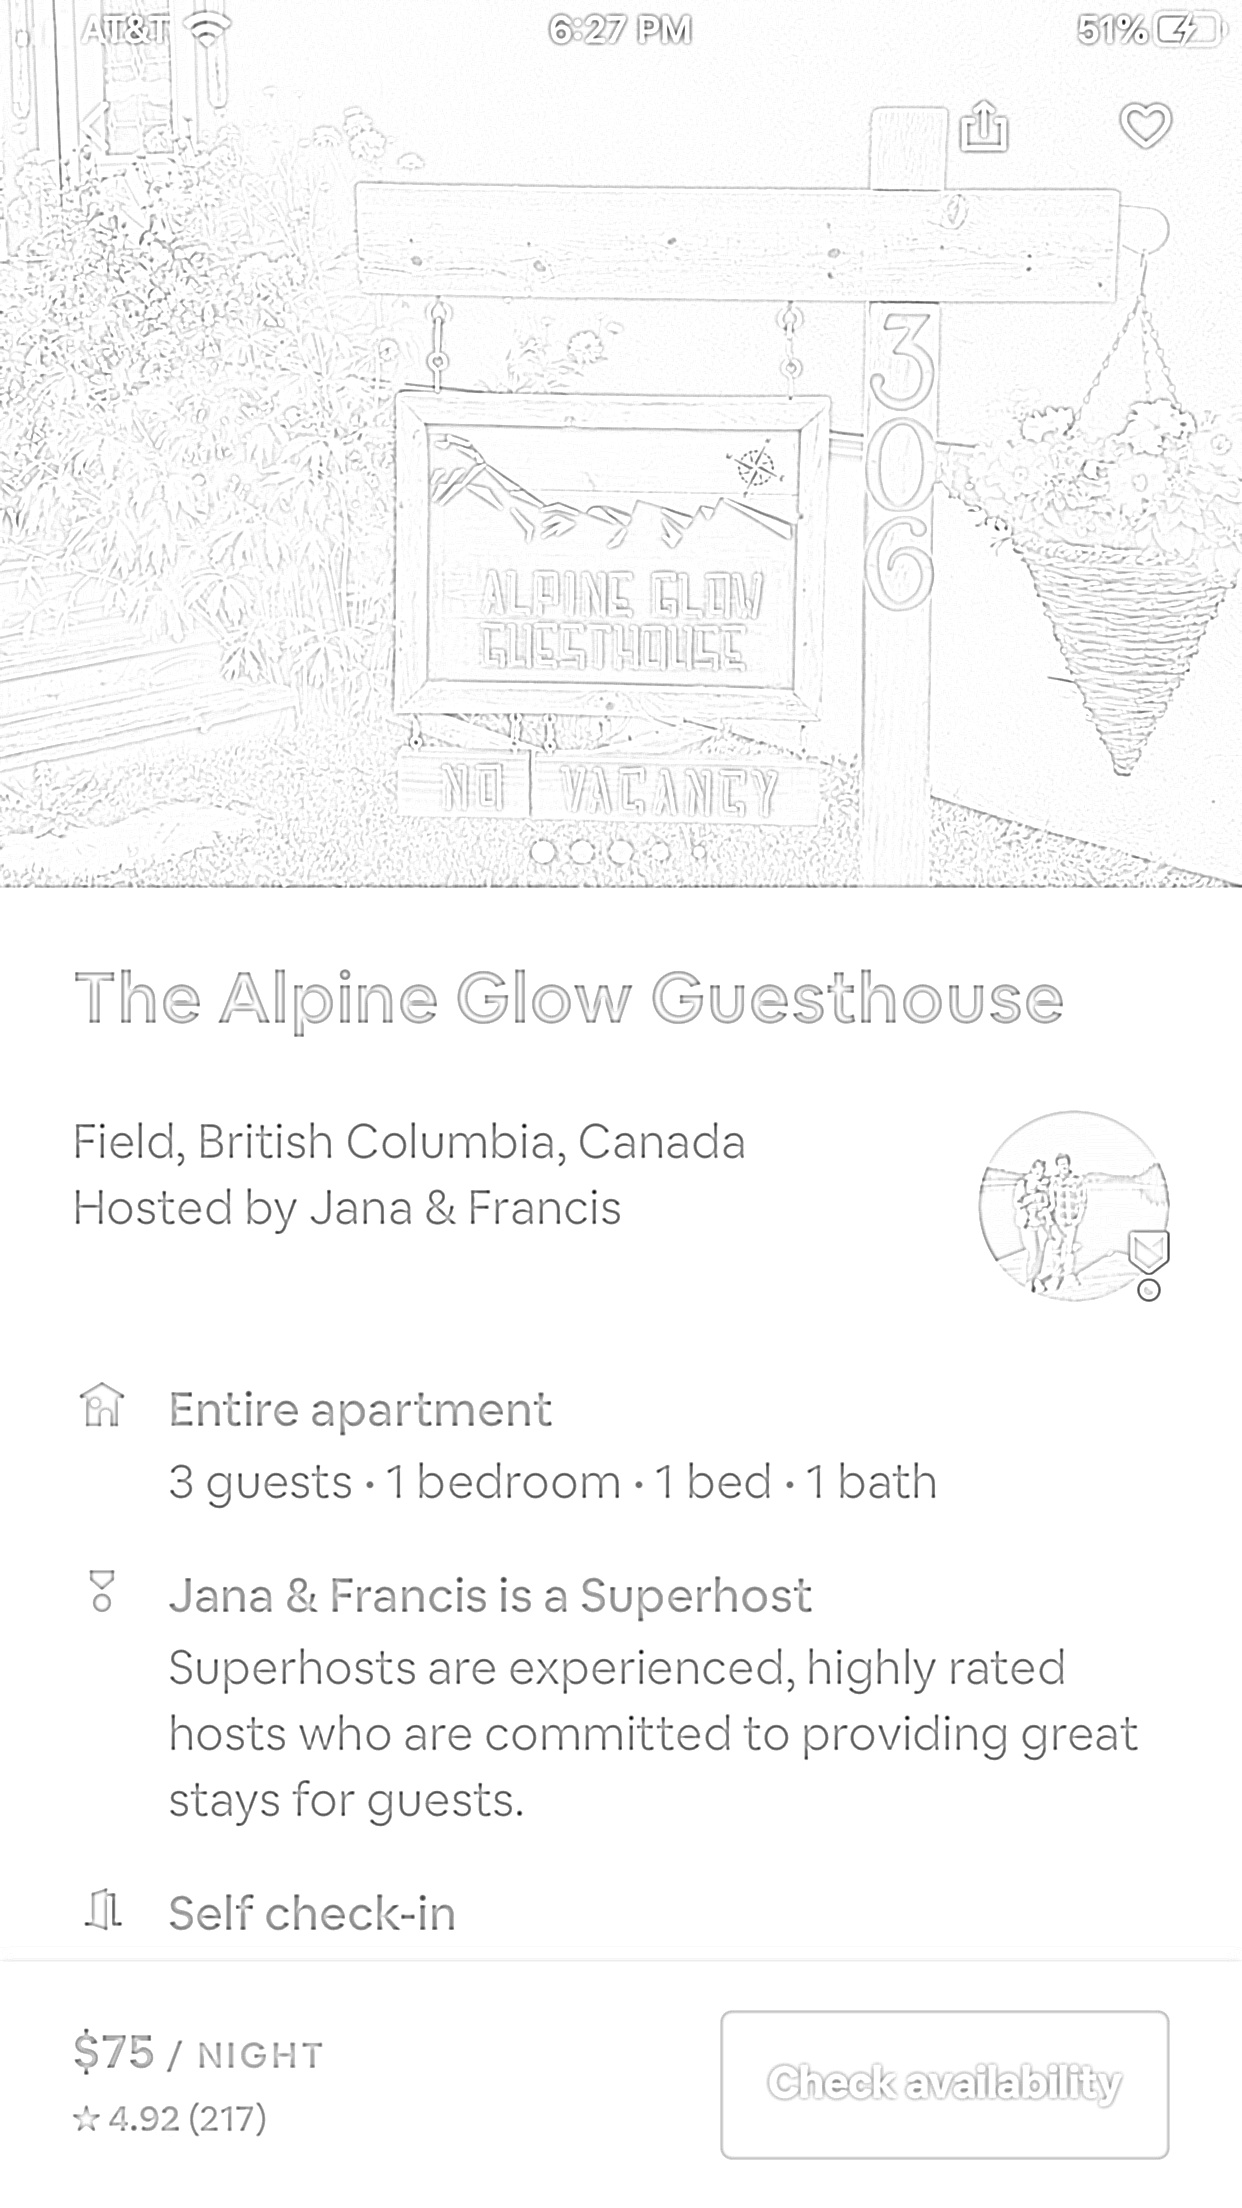 AT&T 6:27 PM 51%
306
ALPINE GLOW
GUESTHOUSE
NO VACANCY
The Alpine Glow Guesthouse
Field, British Columbia, Canada
Hosted by Jana & Francis
Entire apartment
3 guests · 1 bedroom · 1 bed · 1 bath
Jana & Francis is a Superhost
Superhosts are experienced, highly rated
hosts who are committed to providing great
stays for guests.
Self check-in
$75 / NIGHT
★ 4.92 (217)
Check availability